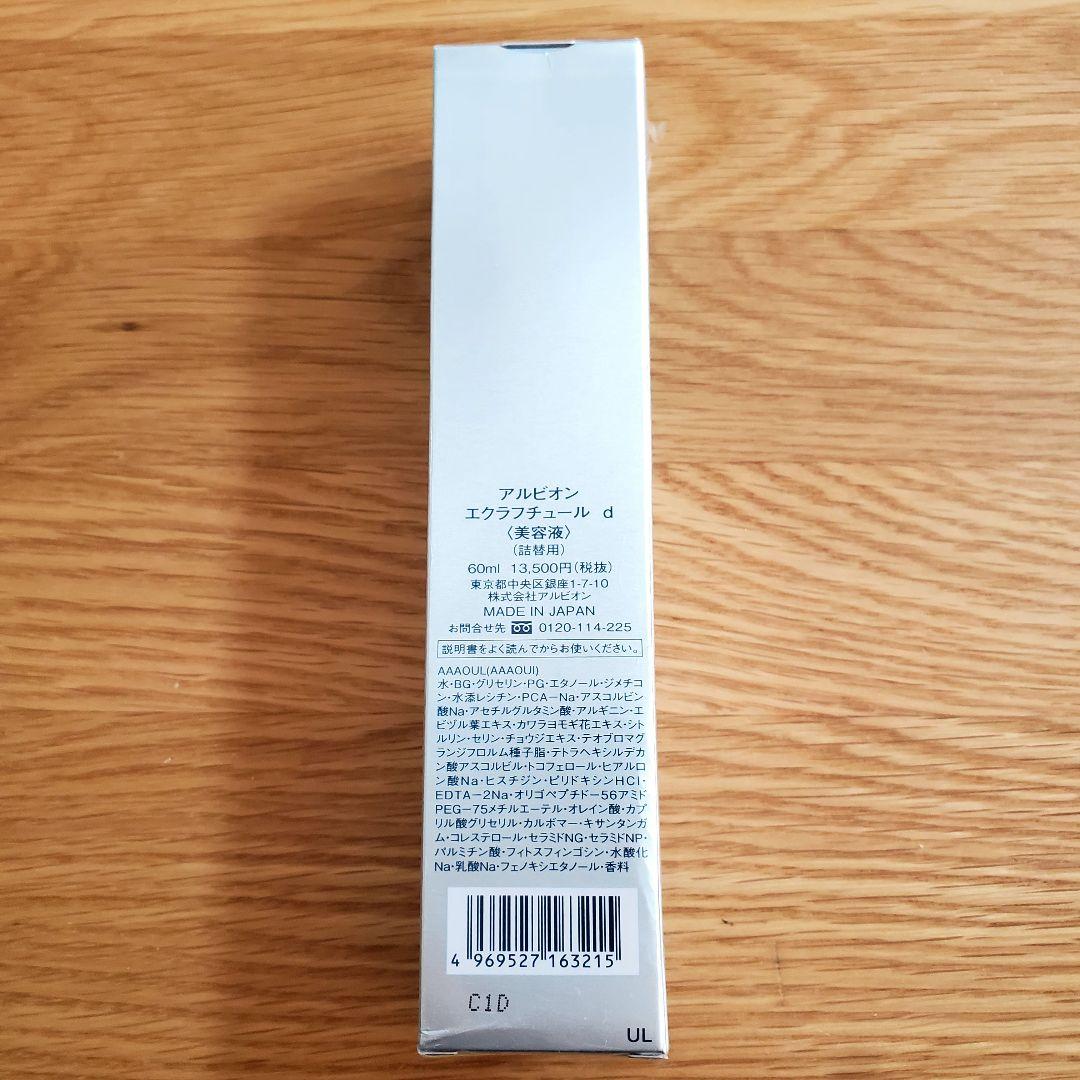 アルビオン
エクラフチュール d
〈美容液〉
(詰替用)
60ml 13,500円(税抜)
東京都中央区銀座1-7-10
株式会社アルビオン
MADE IN JAPAN
お問合せ先 0120-114-225
説明書をよく読んでからお使いください。
AAAOUL(AAAOUI)
水・BG・グリセリン・PG・エタノール・ジメチコ
ン・水添レシチン・PCA－Na・アスコルビン
酸Na・アセチルグルタミン酸・アルギニン・エ
ビヅル葉エキス・カワラヨモギ花エキス・シト
ルリン・セリン・チョウジエキス・テオブロマグ
ランジフロルム種子脂・テトラヘキシルデカ
ン酸アスコルビル・トコフェロール・ヒアルロ
ン酸Na・ヒスチジン・ピリドキシンHCl・
EDTA－2Na・オリゴペプチド－56アミド
PEG－75メチルエーテル・オレイン酸・カプ
リル酸グリセリル・カルボマー・キサンタンガ
ム・コレステロール・セラミドNG・セラミドNP・
パルミチン酸・フィトスフィンゴシン・水酸化
Na・乳酸Na・フェノキシエタノール・香料
4 969527 163215
C1D
UL